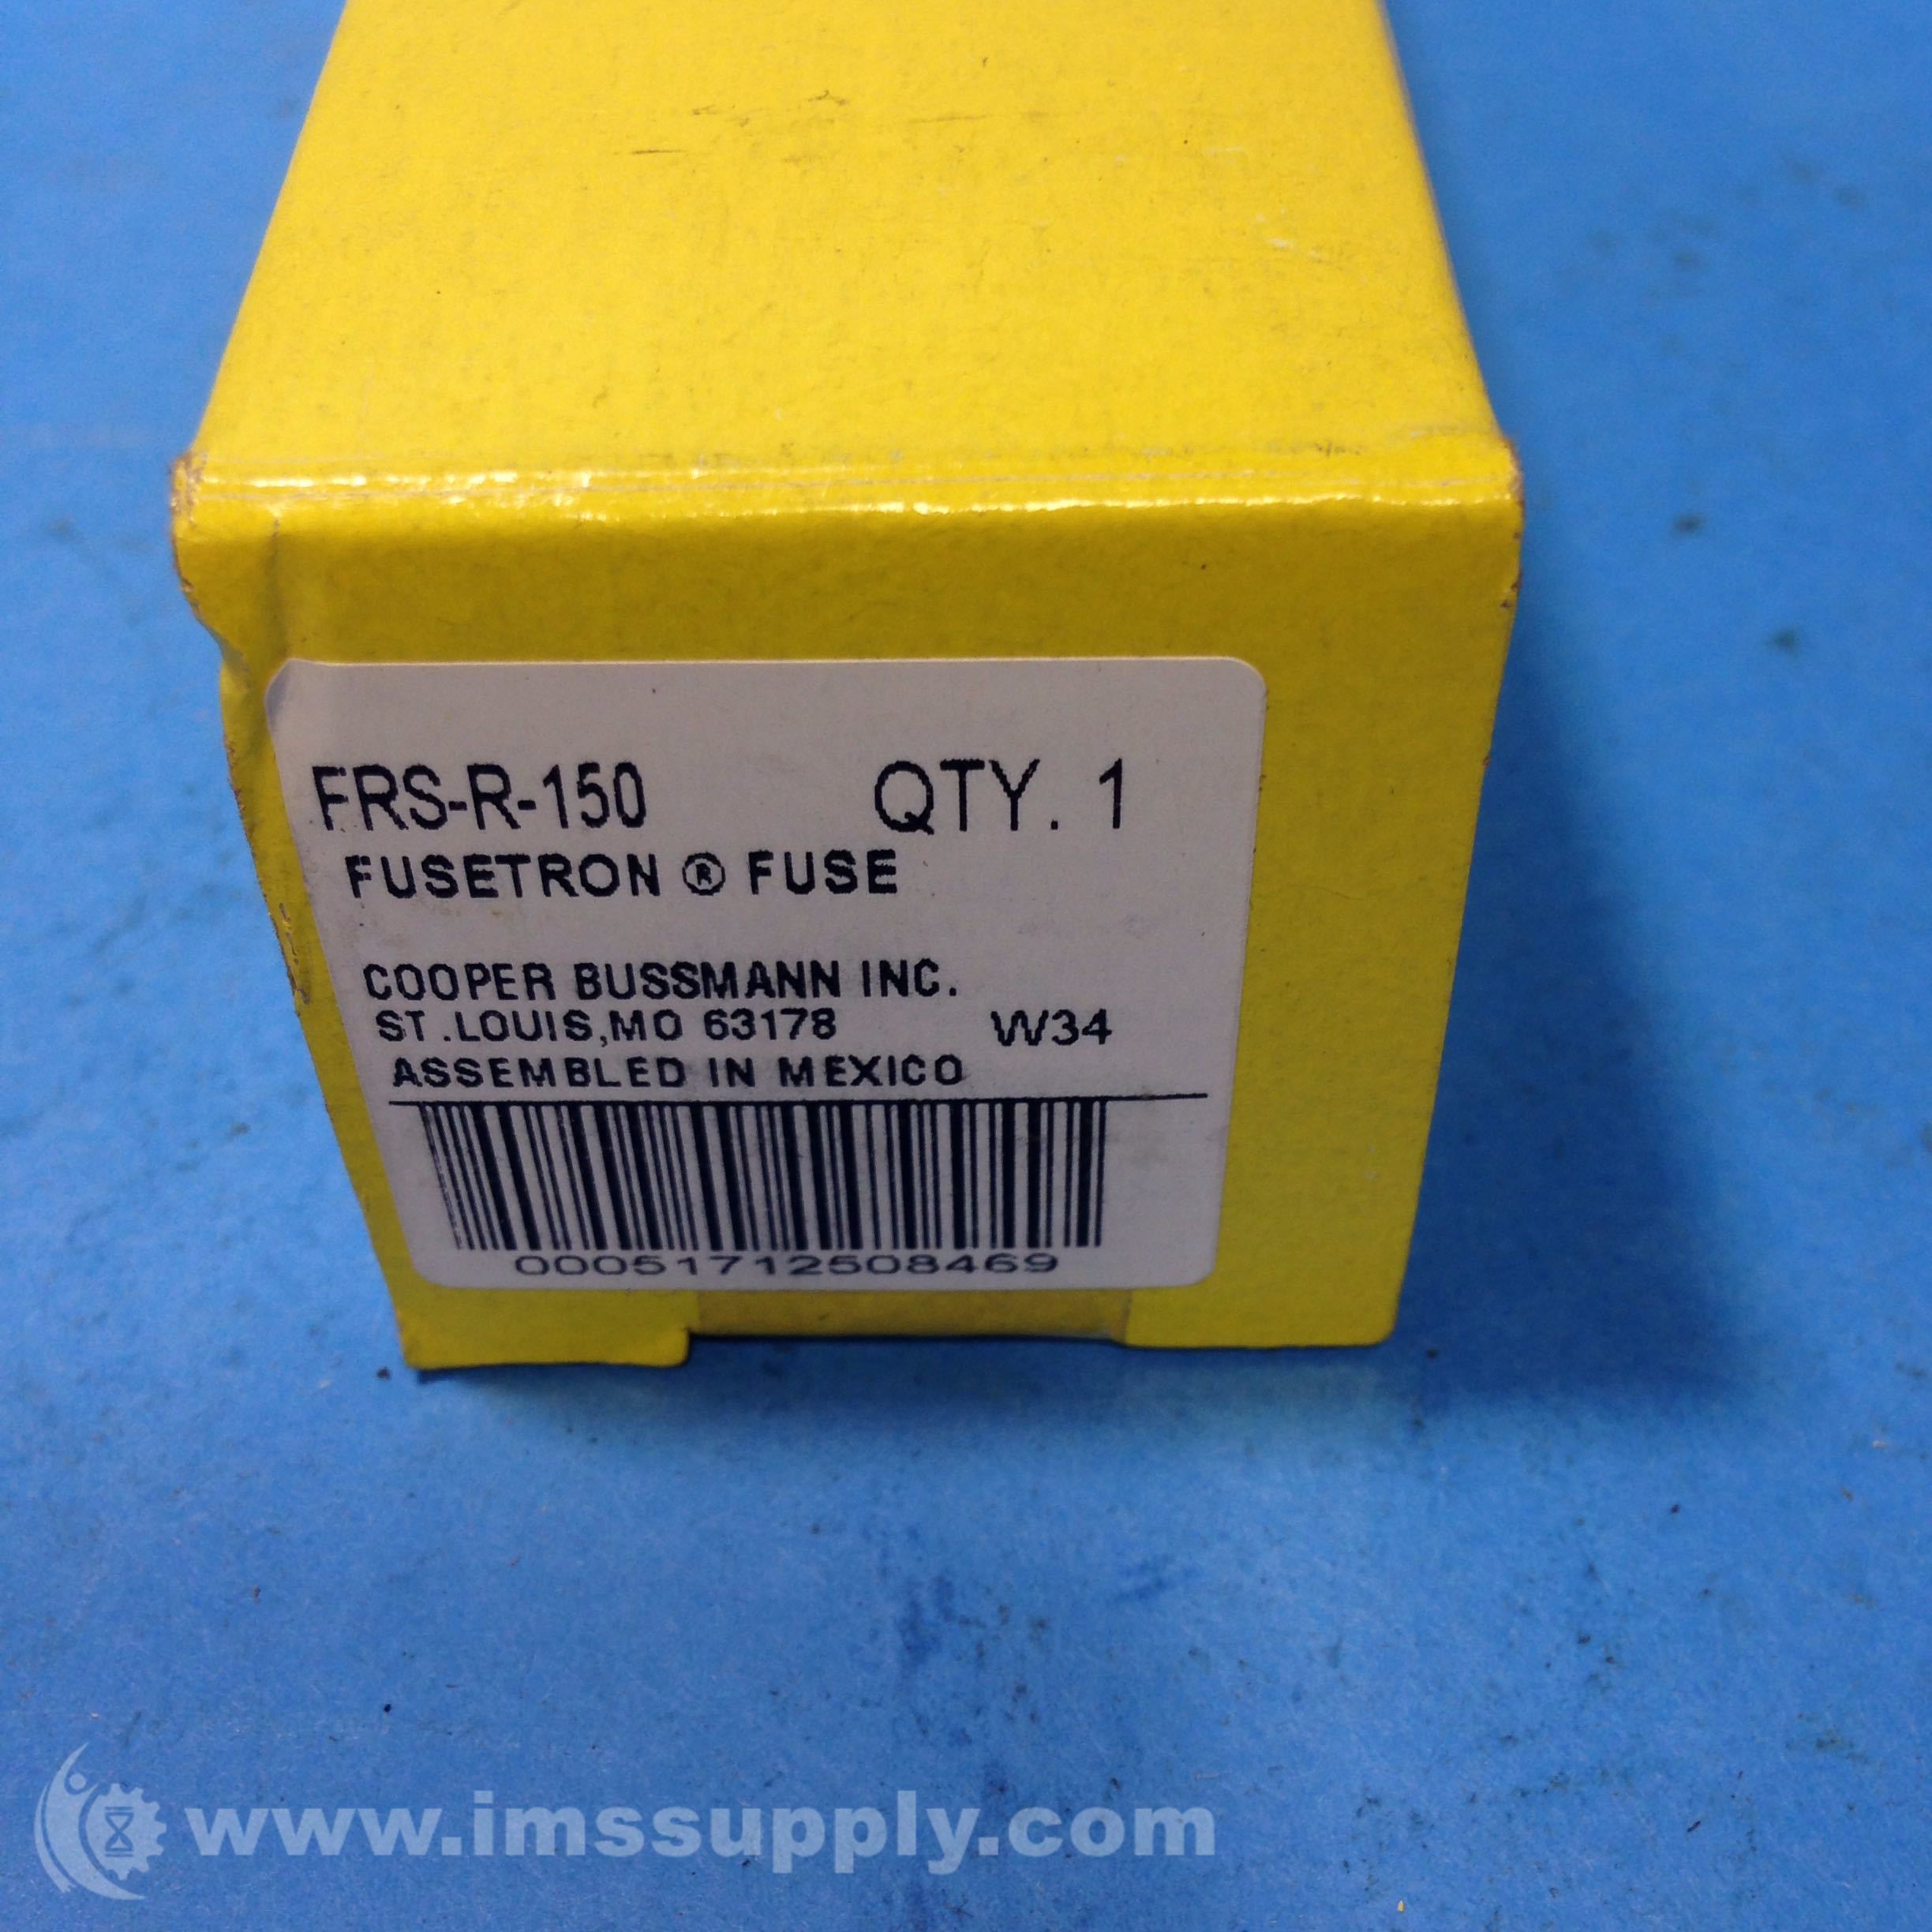 FRS-R-150 QTY. 1
FUSETRON ® FUSE
COOPER BUSSMANN INC.
ST.LOUIS,MO 63178 W34
ASSEMBLED IN MEXICO
00051712508469
www.imssupply.com